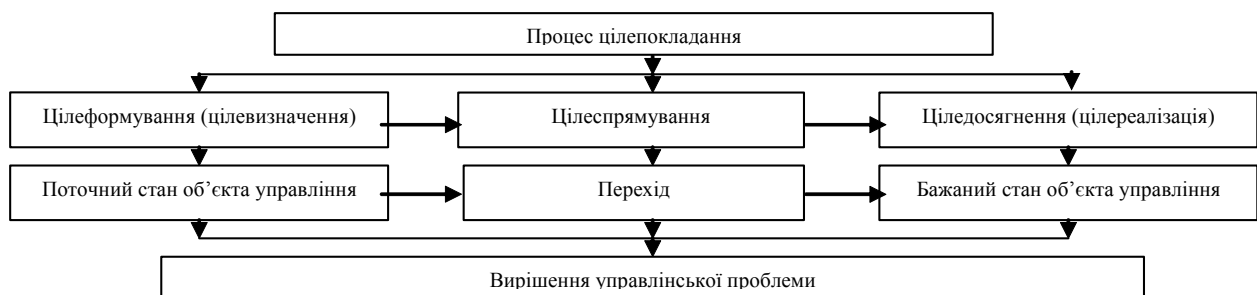 Процес цілепокладання
Цілеформування (цілевизначення)
Цілеспрямування
Ціледосягнення (цілереалізація)
Поточний стан об’єкта управління
Перехід
Бажаний стан об’єкта управління
Вирішення управлінської проблеми